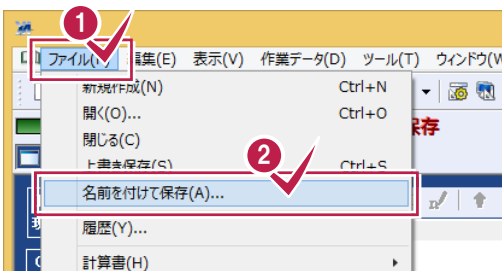 1
ファイル(F) 編集(E) 表示(V) 作業データ(D) ツール(T) ウィンドウ(W
新規作成(N) Ctrl+N
開く(O)... Ctrl+O
存
閉じる(C)
上書き保存(S) Ctrl+S
2
名前を付けて保存(A)...
履歴(Y)...
計算書(H)